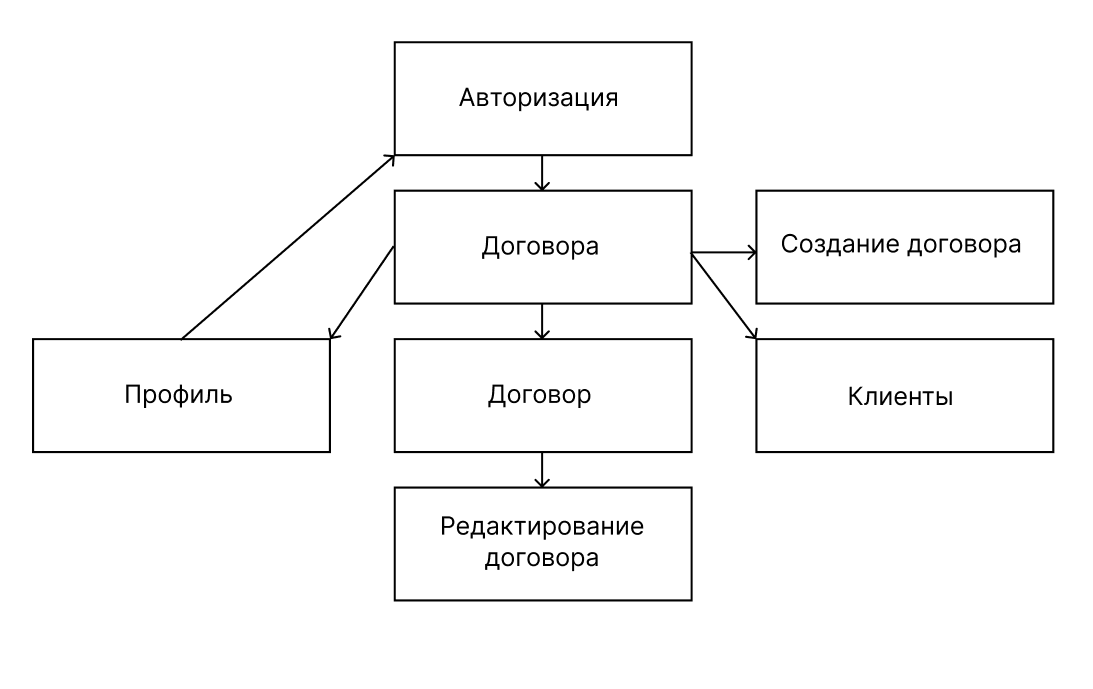 Авторизация
Договора
Создание договора
Профиль
Договор
Клиенты
Редактирование
договора